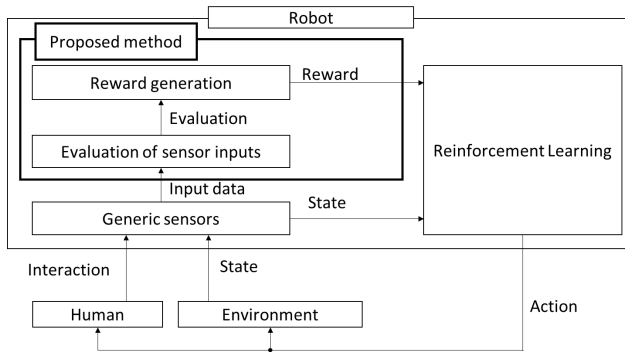 Robot
Proposed method
Reward generation
Reward
Evaluation
Evaluation of sensor inputs
Reinforcement Learning
Input data
Generic sensors
State
Interaction
State
Human
Environment
Action